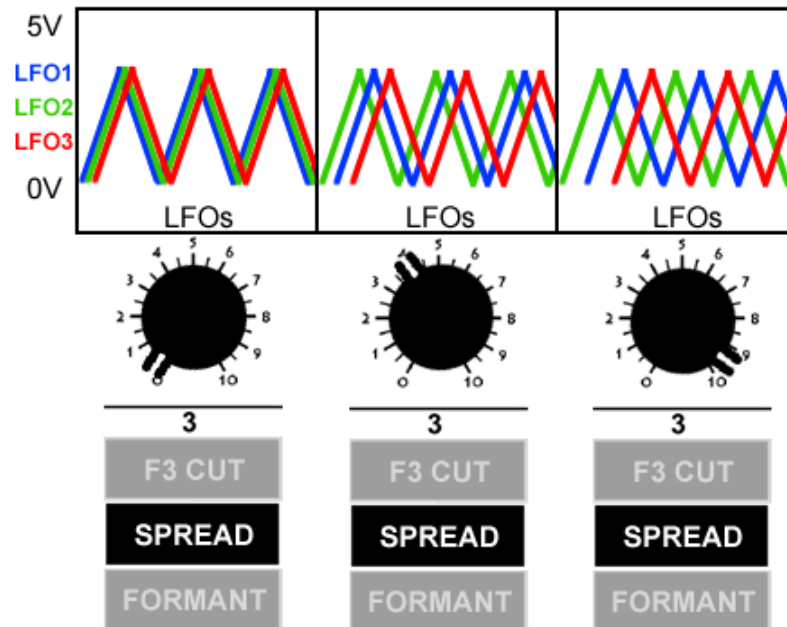 5V
LFO1
LFO2
LFO3
0V
LFOs LFOs LFOs
0 1 2 3 4 5 6 7 8 9 10
0 1 2 3 4 5 6 7 8 9 10
0 1 2 3 4 5 6 7 8 9 10
3 3 3
F3 CUT F3 CUT F3 CUT
SPREAD SPREAD SPREAD
FORMANT FORMANT FORMANT